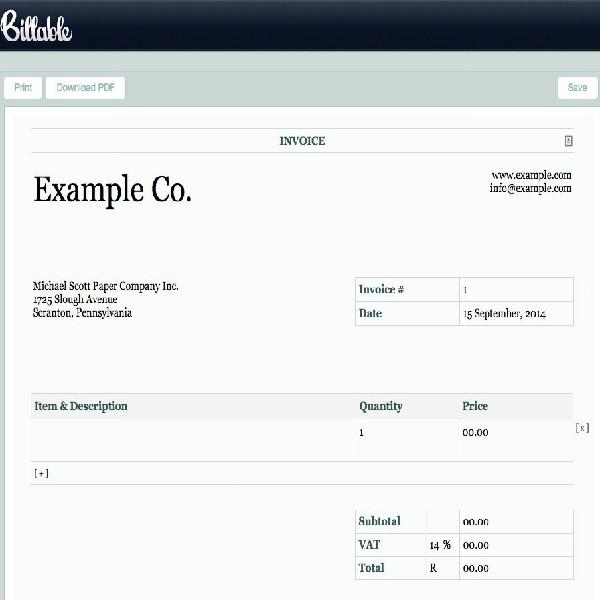 Billable
Print Download PDF Save
INVOICE
Example Co.
www.example.com
info@example.com
Michael Scott Paper Company Inc.
1725 Slough Avenue
Scranton, Pennsylvania
Invoice # 1
Date 15 September, 2014
Item & Description Quantity Price
1 00.00 [x]
[+]
Subtotal 00.00
VAT 14 % 00.00
Total R 00.00